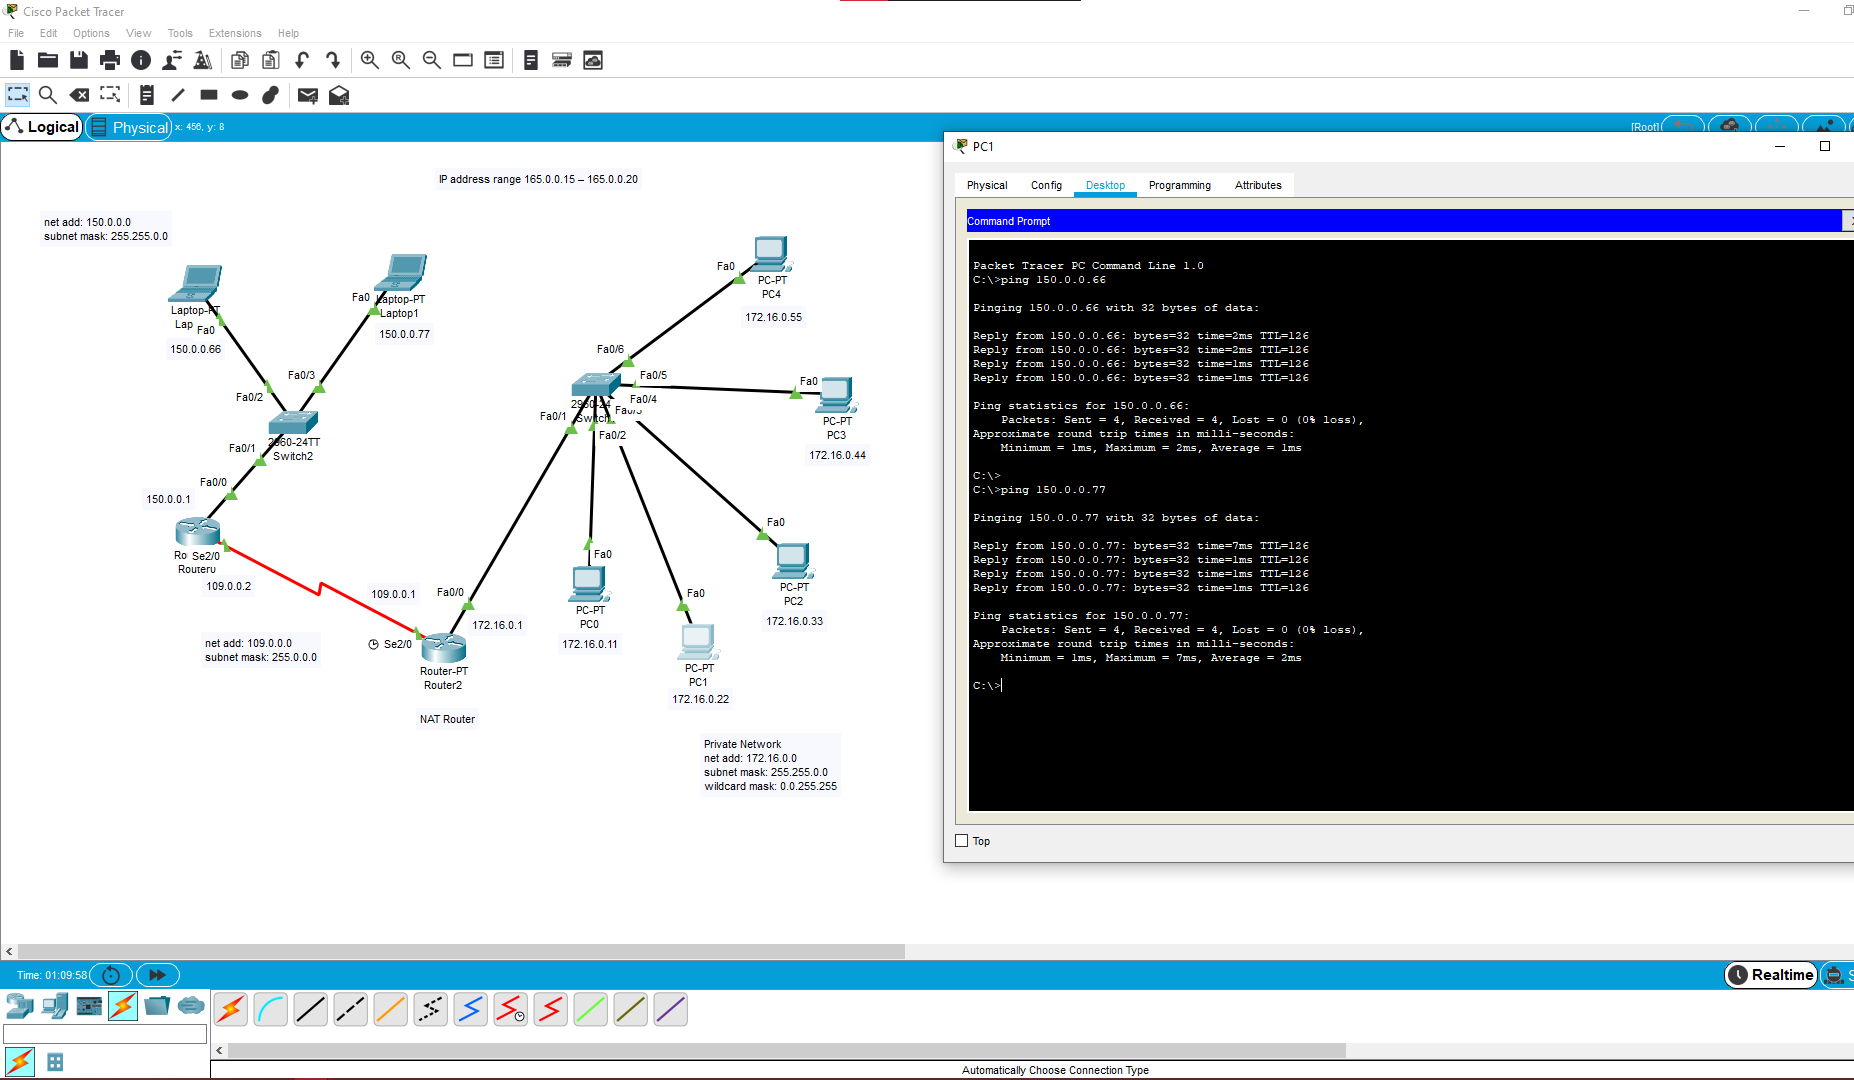 Cisco Packet Tracer
File Edit Options View Tools Extensions Help
Logical
Physical
x: 456, y: 8
[Root]
IP address range 165.0.0.15 – 165.0.0.20
net add: 150.0.0.0
subnet mask: 255.255.0.0
Fa0
Laptop-PT
Lap
Fa0
150.0.0.66
Laptop-PT
Laptop1
150.0.0.77
Fa0/3
Fa0/2
2960-24TT
Switch2
Fa0/1
Fa0/0
150.0.0.1
Ro
Se2/0
Router0
109.0.0.2
net add: 109.0.0.0
subnet mask: 255.0.0.0
109.0.0.1
Fa0/0
172.16.0.1
Se2/0
Router-PT
Router2
NAT Router
Fa0
PC-PT
PC4
172.16.0.55
Fa0/6
Fa0/5
Fa0/4
2950-24
Switch
Fa0/1
Fa0/2
Fa0
PC-PT
PC3
172.16.0.44
Fa0
PC-PT
PC2
172.16.0.33
Fa0
PC-PT
PC0
172.16.0.11
Fa0
PC-PT
PC1
172.16.0.22
Private Network
net add: 172.16.0.0
subnet mask: 255.255.0.0
wildcard mask: 0.0.255.255
PC1
Physical Config Desktop Programming Attributes
Command Prompt
Packet Tracer PC Command Line 1.0
C:\>ping 150.0.0.66
Pinging 150.0.0.66 with 32 bytes of data:
Reply from 150.0.0.66: bytes=32 time=2ms TTL=126
Reply from 150.0.0.66: bytes=32 time=2ms TTL=126
Reply from 150.0.0.66: bytes=32 time=1ms TTL=126
Reply from 150.0.0.66: bytes=32 time=1ms TTL=126
Ping statistics for 150.0.0.66:
Packets: Sent = 4, Received = 4, Lost = 0 (0% loss),
Approximate round trip times in milli-seconds:
Minimum = 1ms, Maximum = 2ms, Average = 1ms
C:\>
C:\>ping 150.0.0.77
Pinging 150.0.0.77 with 32 bytes of data:
Reply from 150.0.0.77: bytes=32 time=7ms TTL=126
Reply from 150.0.0.77: bytes=32 time=1ms TTL=126
Reply from 150.0.0.77: bytes=32 time=1ms TTL=126
Reply from 150.0.0.77: bytes=32 time=1ms TTL=126
Ping statistics for 150.0.0.77:
Packets: Sent = 4, Received = 4, Lost = 0 (0% loss),
Approximate round trip times in milli-seconds:
Minimum = 1ms, Maximum = 7ms, Average = 2ms
C:\>
Top
Time: 01:09:58
Realtime
Automatically Choose Connection Type